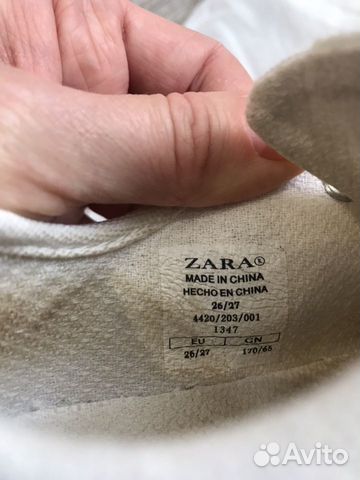 ZARA®
MADE IN CHINA
HECHO EN CHINA
26/27
4420/203/001
1347
EU CN
26/27 170/65
Avito